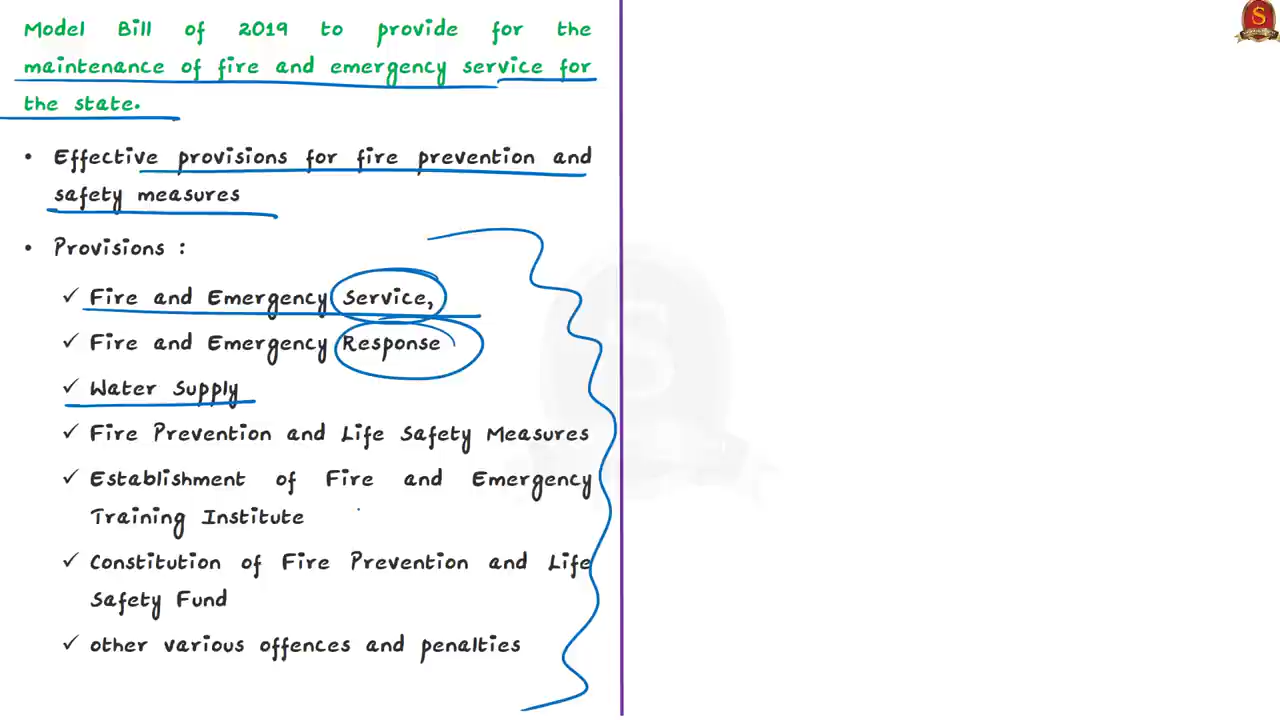 Model Bill of 2019 to provide for the
maintenance of fire and emergency service for
the state.
• Effective provisions for fire prevention and
safety measures
• Provisions :
✓ Fire and Emergency Service,
✓ Fire and Emergency Response
✓ Water Supply
✓ Fire Prevention and Life Safety Measures
✓ Establishment of Fire and Emergency
Training Institute
✓ Constitution of Fire Prevention and Life
Safety Fund
✓ other various offences and penalties
S